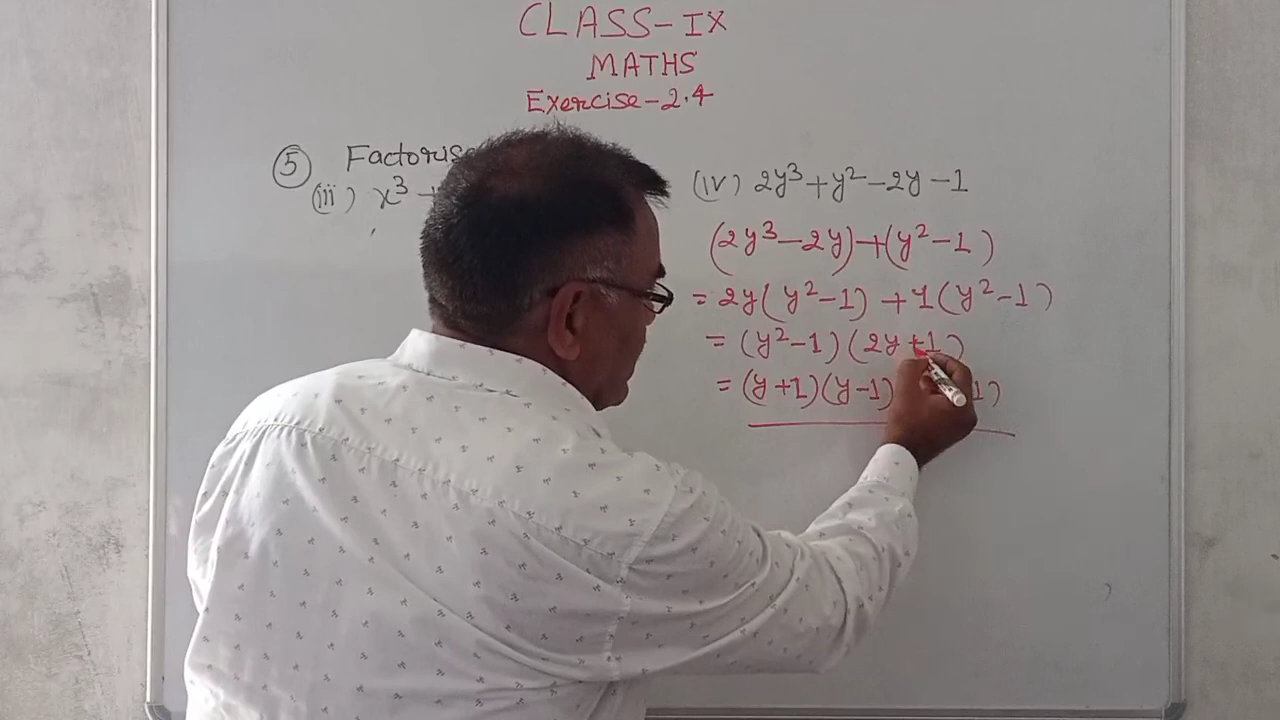 CLASS-IX
MATHS
Exercise-2.4
⑤ Factoris
(iii) x³ +
(iv) 2y³+y²-2y-1
(2y³-2y)+(y²-1)
= 2y(y²-1) +1(y²-1)
= (y²-1)(2y+1)
= (y+1)(y-1) 1)